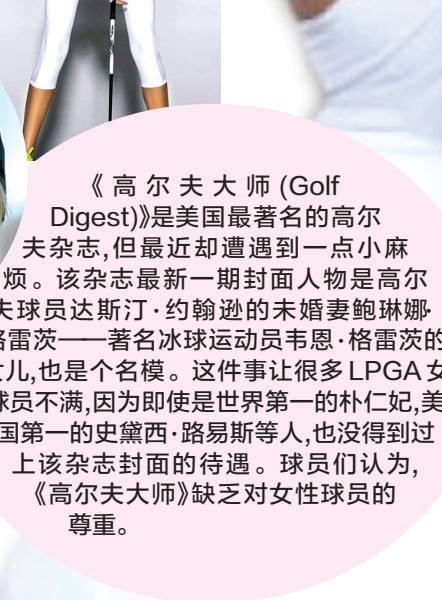 《高尔夫大师(Golf
Digest)》是美国最著名的高尔
夫杂志,但最近却遭遇到一点小麻
烦。该杂志最新一期封面人物是高尔
夫球员达斯汀·约翰逊的未婚妻鲍琳娜·
格雷茨——著名冰球运动员韦恩·格雷茨的
女儿,也是个名模。这件事让很多LPGA女
球员不满,因为即使是世界第一的朴仁妃,美
国第一的史黛西·路易斯等人,也没得到过
上该杂志封面的待遇。球员们认为,
《高尔夫大师》缺乏对女性球员的
尊重。